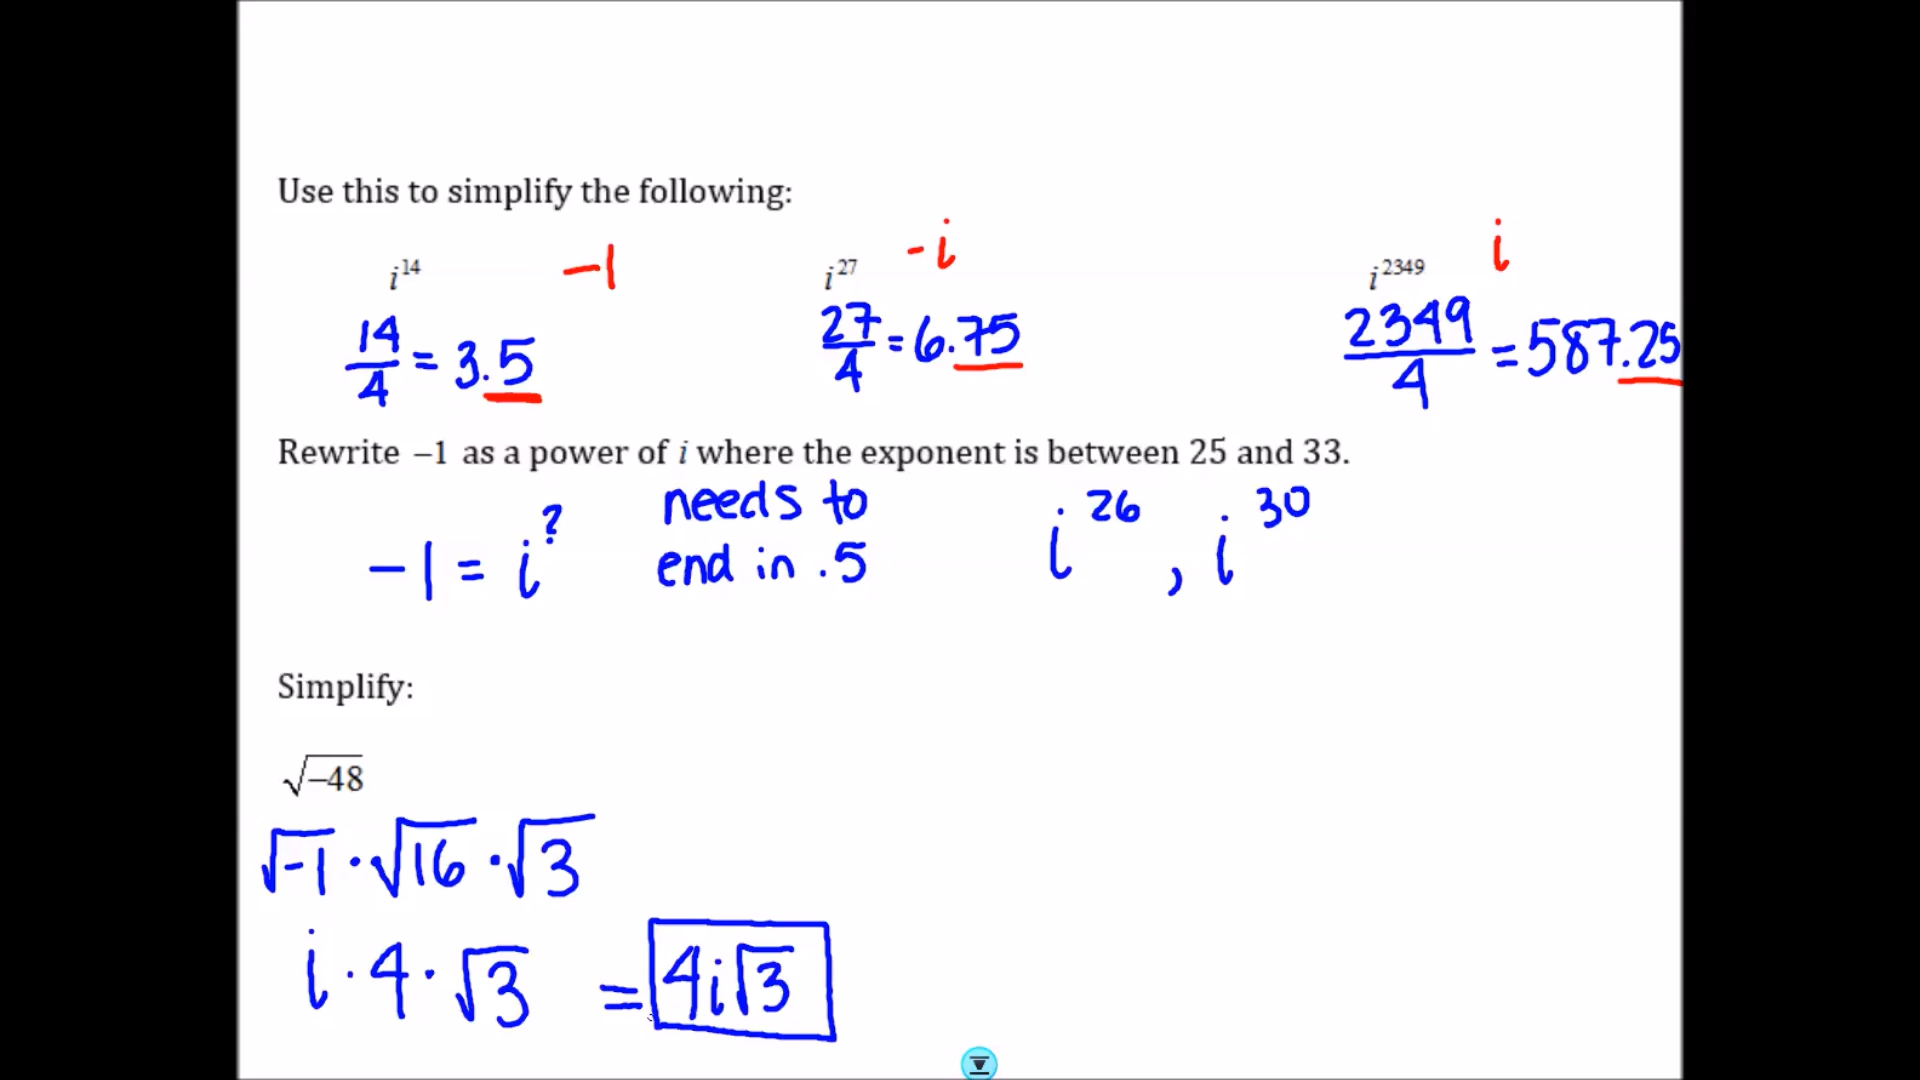 Use this to simplify the following:
i^14 −1 i^27 -i i^2349 i
14/4 = 3.5 27/4 = 6.75 2349/4 = 587.25
Rewrite −1 as a power of i where the exponent is between 25 and 33.
−1 = i^? needs to end in .5 i^26 , i^30
Simplify:
√−48
√-1 · √16 · √3
i · 4 · √3 = 4i√3